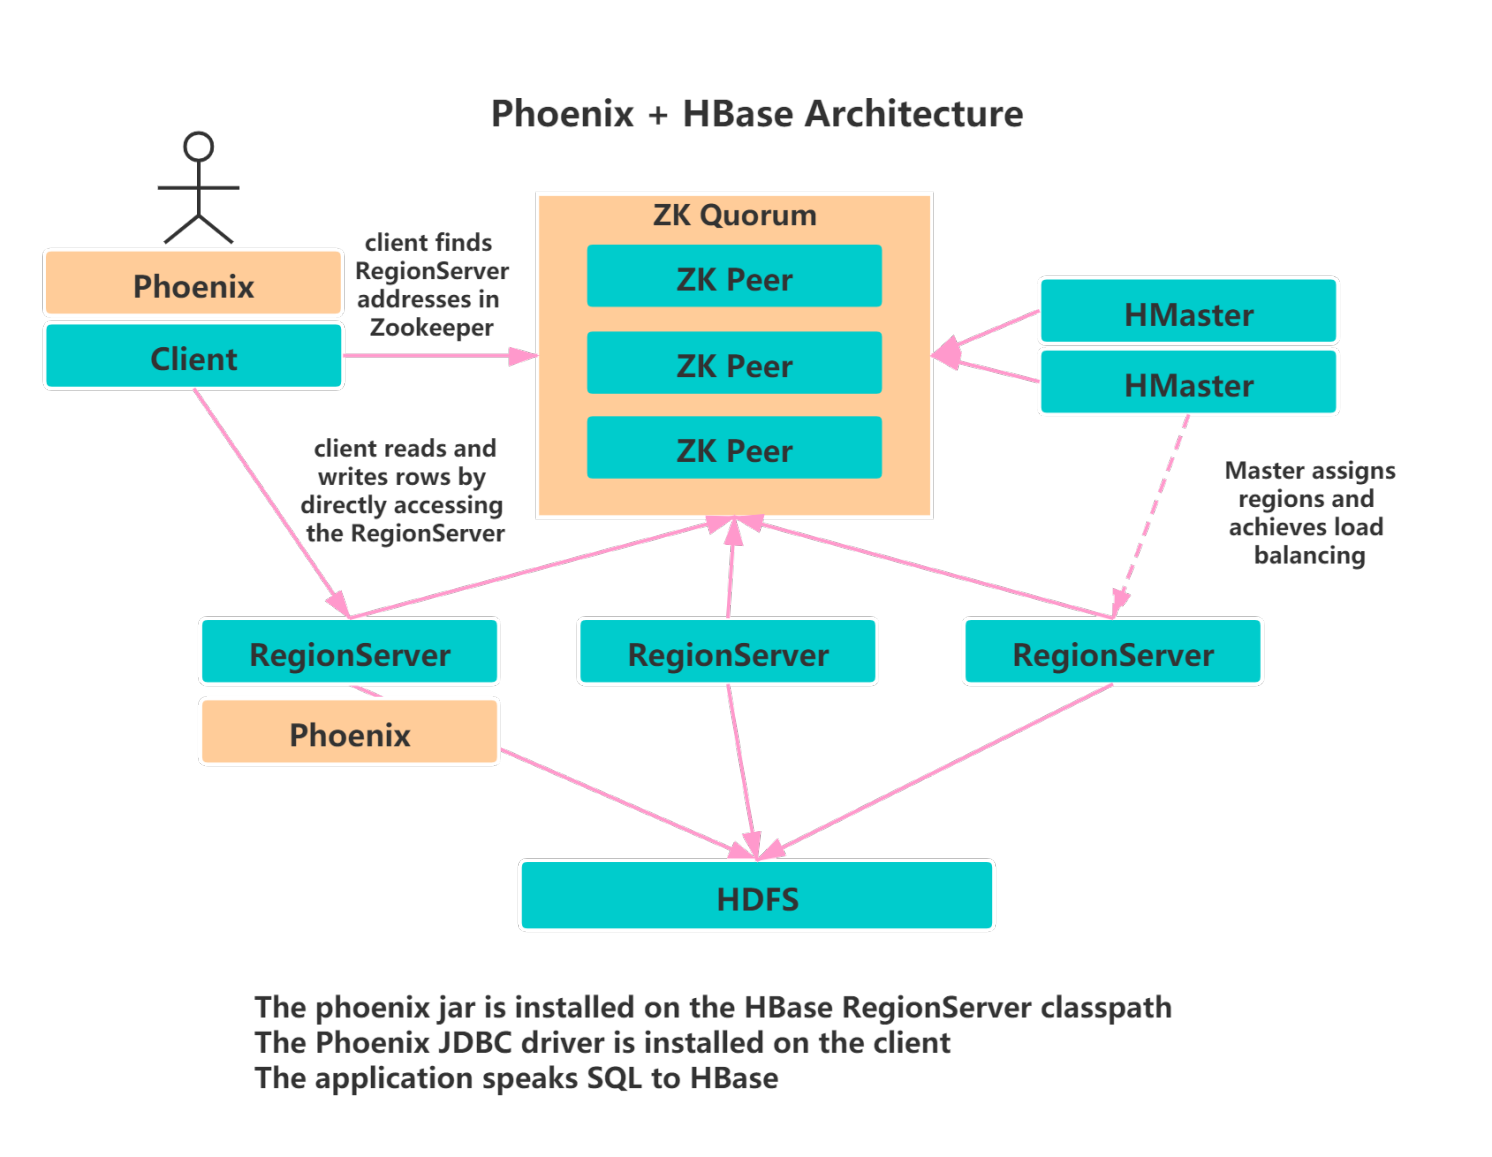 Phoenix + HBase Architecture
ZK Quorum
Phoenix
client finds
RegionServer
addresses in
Zookeeper
ZK Peer
HMaster
Client
ZK Peer
HMaster
client reads and
writes rows by
directly accessing
the RegionServer
ZK Peer
Master assigns
regions and
achieves load
balancing
RegionServer
RegionServer
RegionServer
Phoenix
HDFS
The phoenix jar is installed on the HBase RegionServer classpath
The Phoenix JDBC driver is installed on the client
The application speaks SQL to HBase